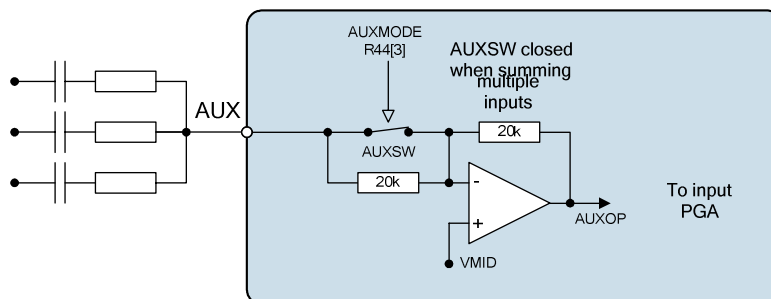 AUXMODE
R44[3]
AUXSW closed
when summing
multiple
inputs
AUX
20k
AUXSW
20k
-
+
AUXOP
To input
PGA
VMID